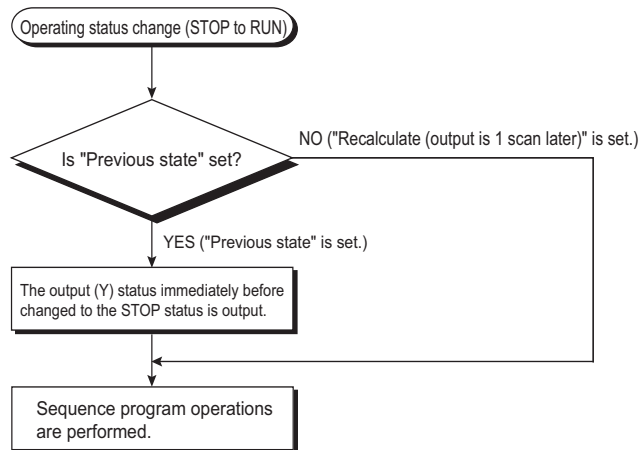 Operating status change (STOP to RUN)
Is "Previous state" set?
NO ("Recalculate (output is 1 scan later)" is set.)
YES ("Previous state" is set.)
The output (Y) status immediately before
changed to the STOP status is output.
Sequence program operations
are performed.